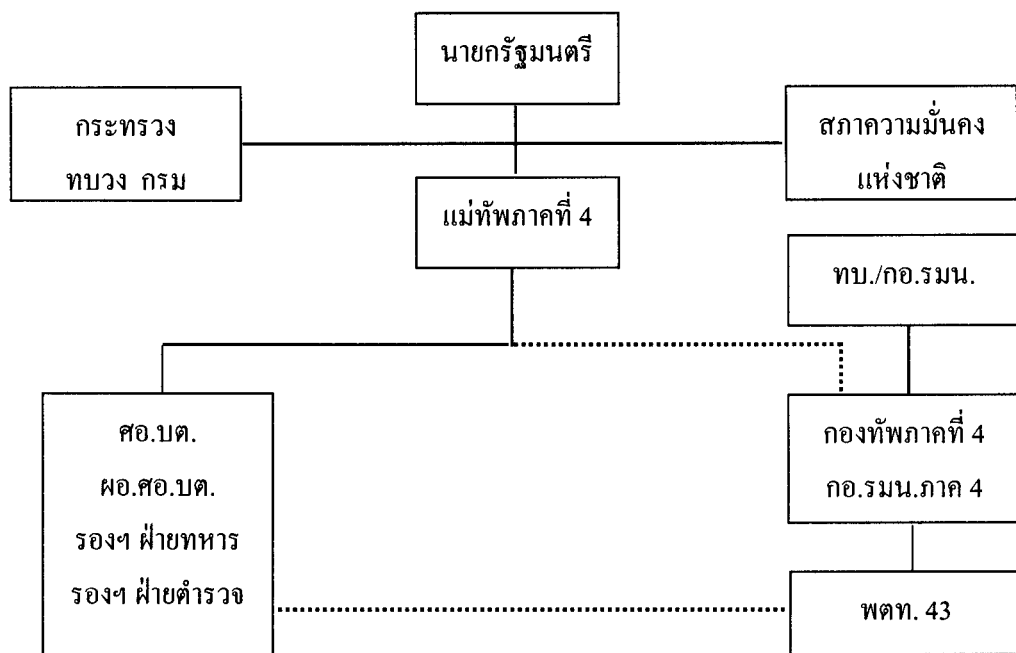 นายกรัฐมนตรี
กระทรวง
ทบวง กรม
สภาความมั่นคง
แห่งชาติ
แม่ทัพภาคที่ 4
ทบ./กอ.รมน.
ศอ.บต.
ผอ.ศอ.บต.
รองฯ ฝ่ายทหาร
รองฯ ฝ่ายตำรวจ
กองทัพภาคที่ 4
กอ.รมน.ภาค 4
พตท. 43